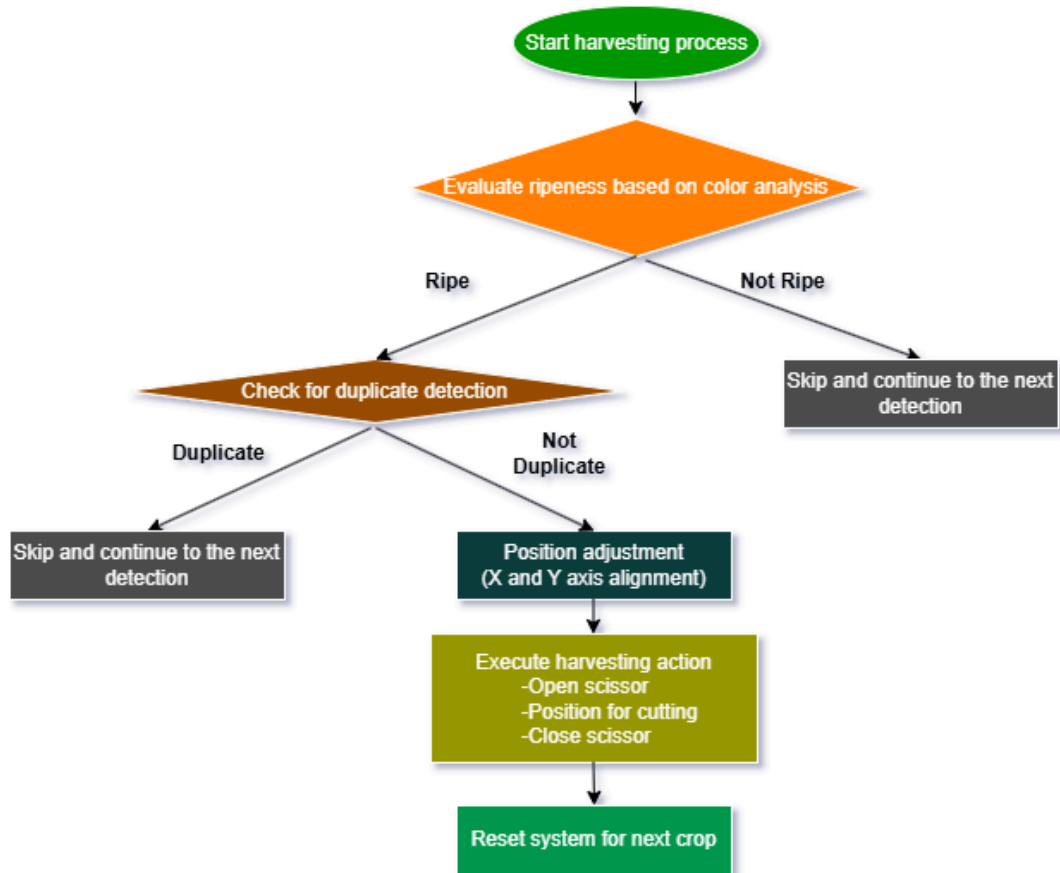 Start harvesting process
Evaluate ripeness based on color analysis
Ripe
Not Ripe
Check for duplicate detection
Skip and continue to the next
detection
Duplicate
Not
Duplicate
Skip and continue to the next
detection
Position adjustment
(X and Y axis alignment)
Execute harvesting action
-Open scissor
-Position for cutting
-Close scissor
Reset system for next crop